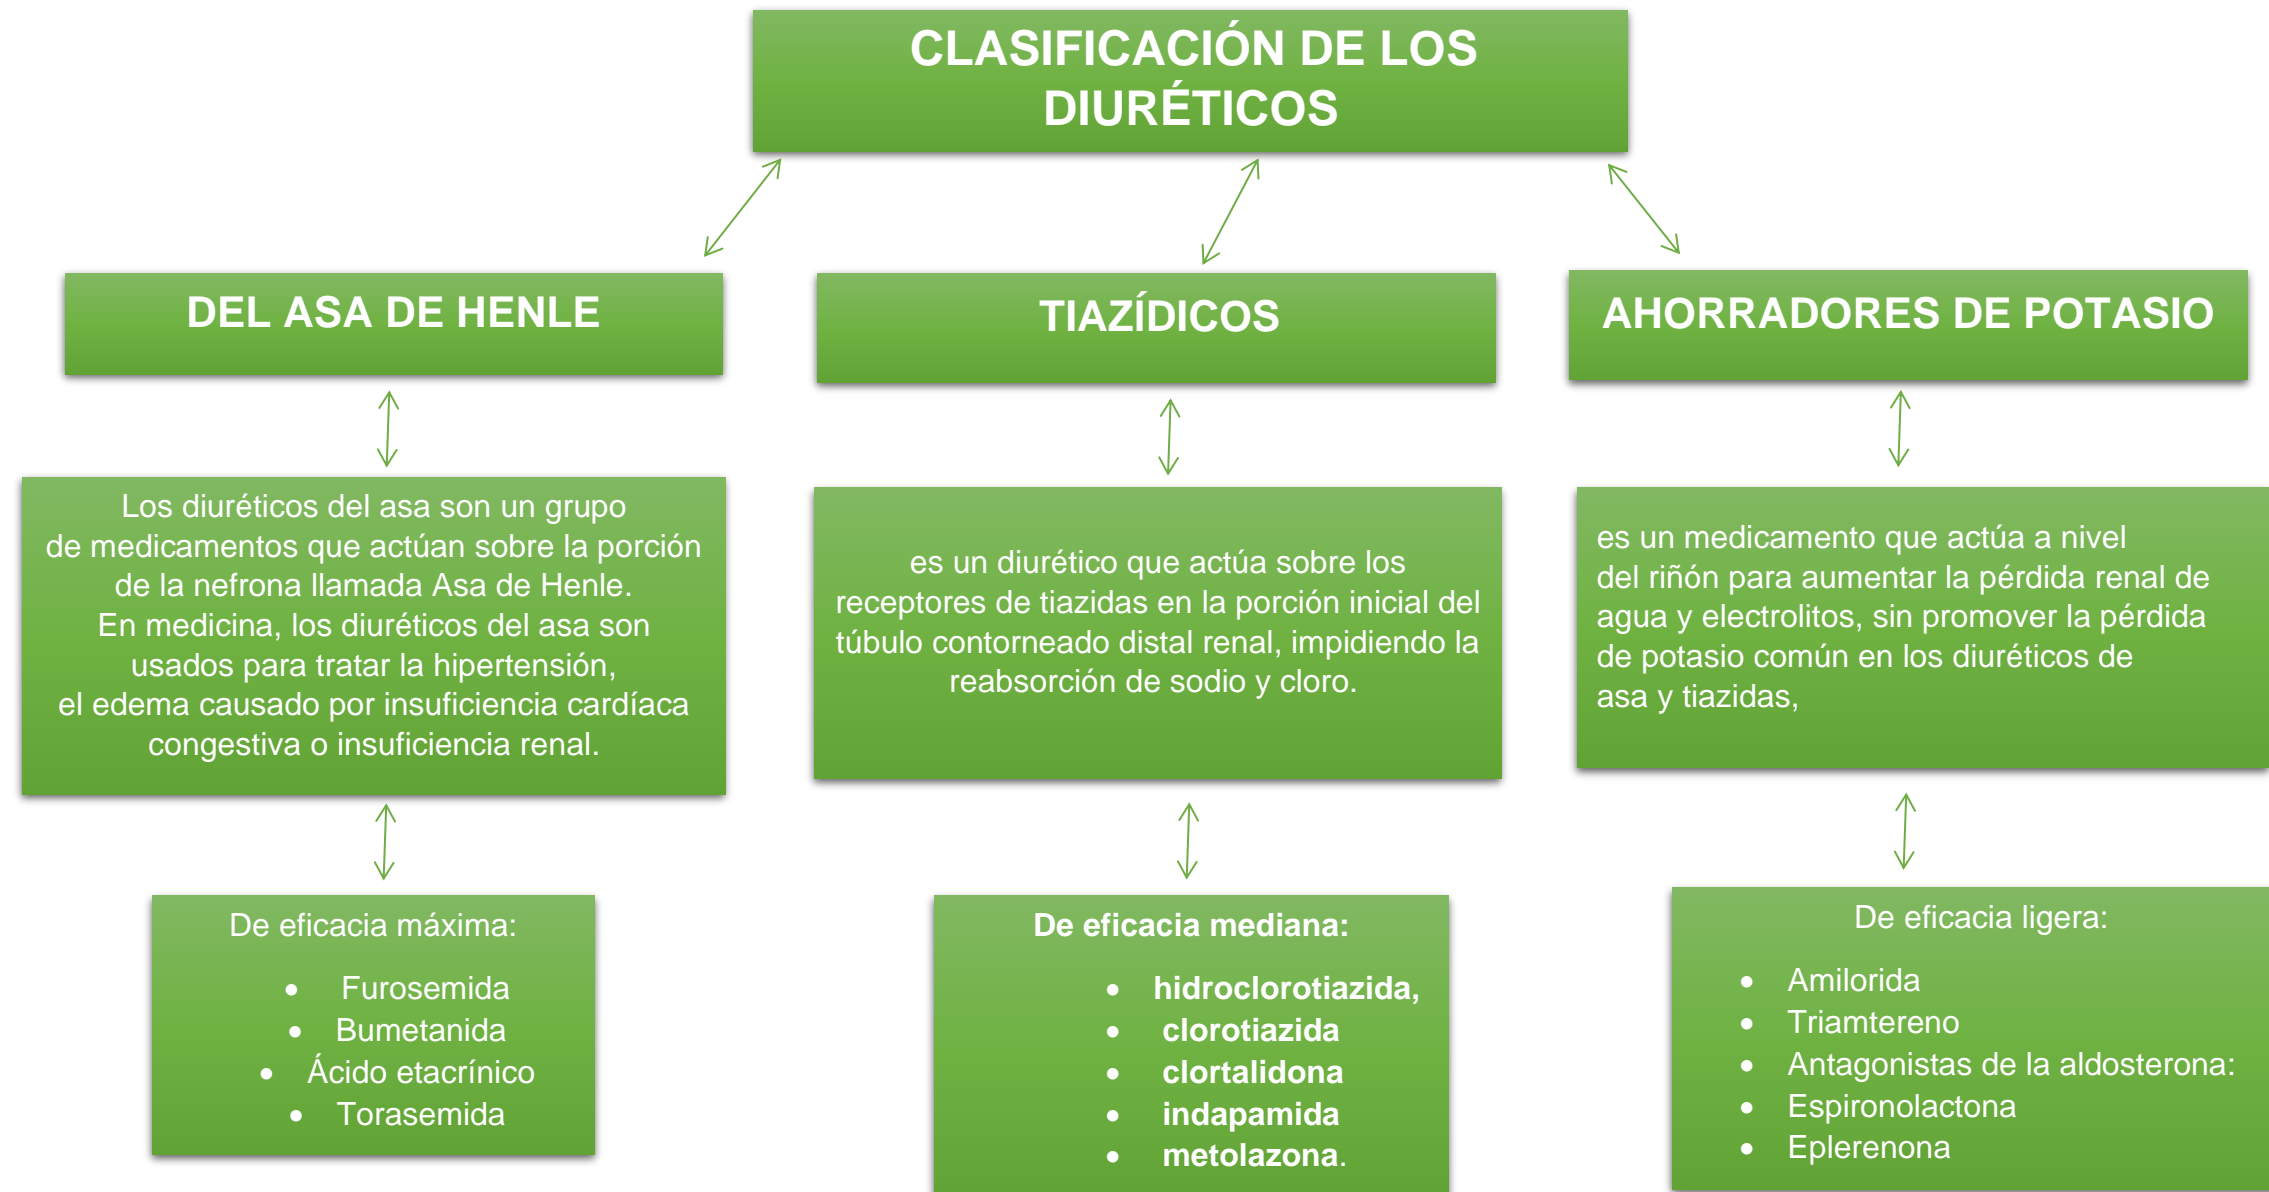 CLASIFICACIÓN DE LOS
DIURÉTICOS
DEL ASA DE HENLE
TIAZÍDICOS
AHORRADORES DE POTASIO
Los diuréticos del asa son un grupo
de medicamentos que actúan sobre la porción
de la nefrona llamada Asa de Henle.
En medicina, los diuréticos del asa son
usados para tratar la hipertensión,
el edema causado por insuficiencia cardíaca
congestiva o insuficiencia renal.
es un diurético que actúa sobre los
receptores de tiazidas en la porción inicial del
túbulo contorneado distal renal, impidiendo la
reabsorción de sodio y cloro.
es un medicamento que actúa a nivel
del riñón para aumentar la pérdida renal de
agua y electrolitos, sin promover la pérdida
de potasio común en los diuréticos de
asa y tiazidas,
De eficacia máxima:
• Furosemida
• Bumetanida
• Ácido etacrínico
• Torasemida
De eficacia mediana:
• hidroclorotiazida,
• clorotiazida
• clortalidona
• indapamida
• metolazona.
De eficacia ligera:
• Amilorida
• Triamtereno
• Antagonistas de la aldosterona:
• Espironolactona
• Eplerenona